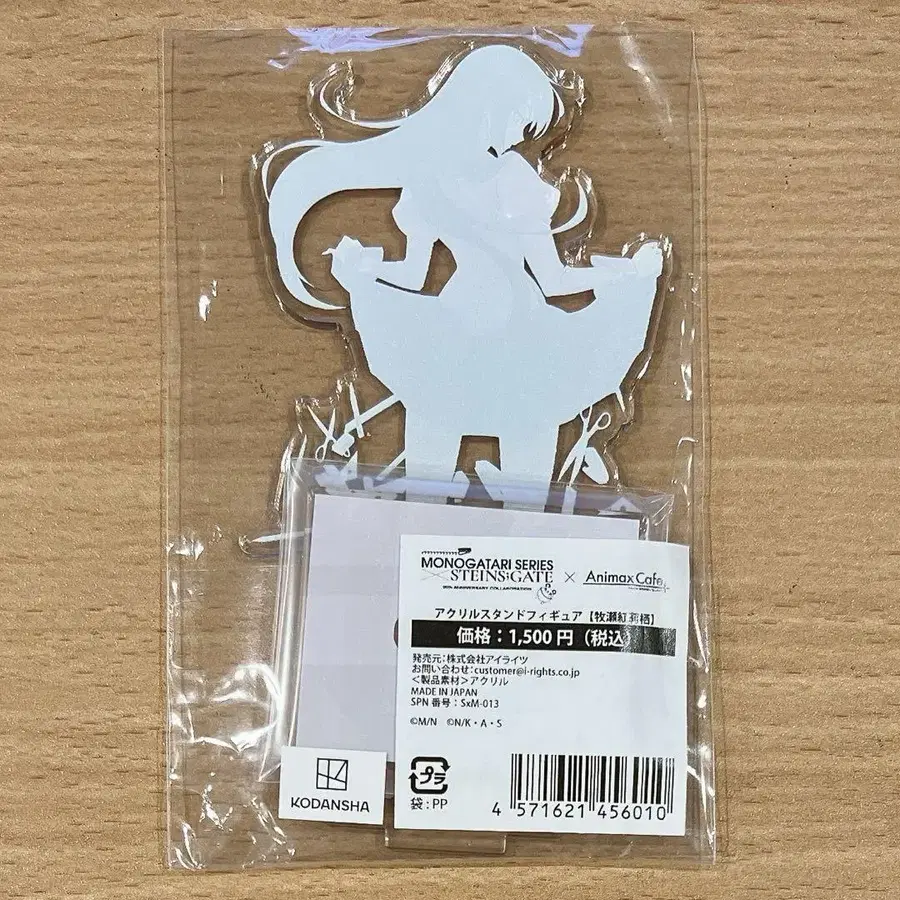 MONOGATARI SERIES
× STEINS;GATE × Animax Cafe+
10th ANNIVERSARY COLLABORATION
アクリルスタンドフィギュア【牧瀬紅莉栖】
価格：1,500円（税込）
発売元：株式会社アイライツ
お問い合わせ：customer@i-rights.co.jp
＜製品素材＞アクリル
MADE IN JAPAN
SPN 番号：SxM-013
©M/N ©N/K・A・S
KODANSHA
プラ
袋：PP
4 571621 456010